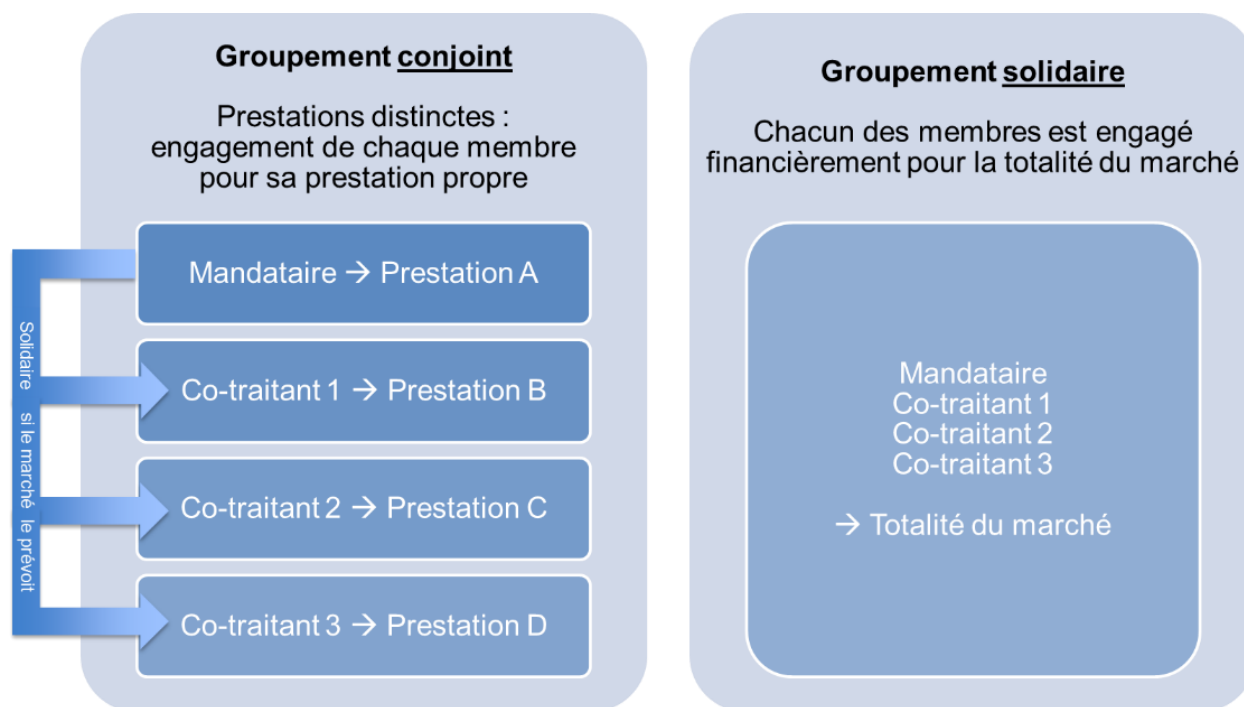 Groupement conjoint
Prestations distinctes :
engagement de chaque membre
pour sa prestation propre
Mandataire → Prestation A
Co-traitant 1 → Prestation B
Co-traitant 2 → Prestation C
Co-traitant 3 → Prestation D
Solidaire si le marché le prévoit
Groupement solidaire
Chacun des membres est engagé
financièrement pour la totalité du marché
Mandataire
Co-traitant 1
Co-traitant 2
Co-traitant 3
→ Totalité du marché